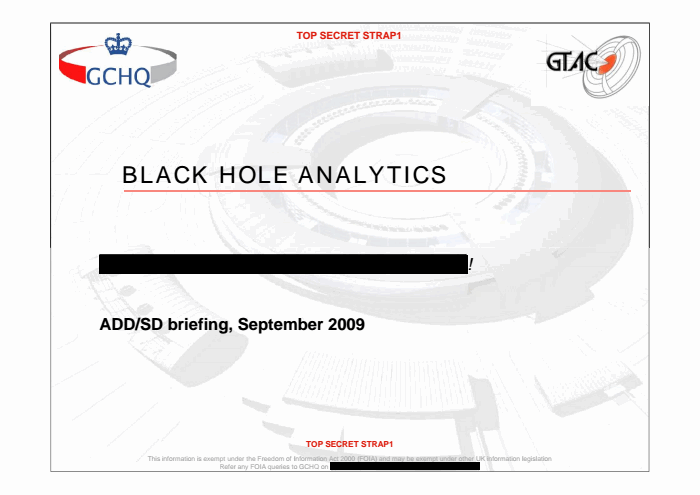 TOP SECRET STRAP1
GCHQ
GTAC
BLACK HOLE ANALYTICS
!
ADD/SD briefing, September 2009
TOP SECRET STRAP1
This information is exempt under the Freedom of Information Act 2000 (FOIA) and may be exempt under other UK information legislation
Refer any FOIA queries to GCHQ on